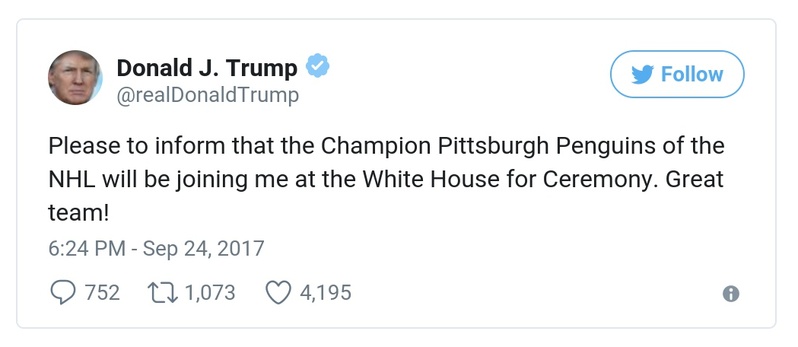 Donald J. Trump
@realDonaldTrump
Follow
Please to inform that the Champion Pittsburgh Penguins of the
NHL will be joining me at the White House for Ceremony. Great
team!
6:24 PM - Sep 24, 2017
752 1,073 4,195